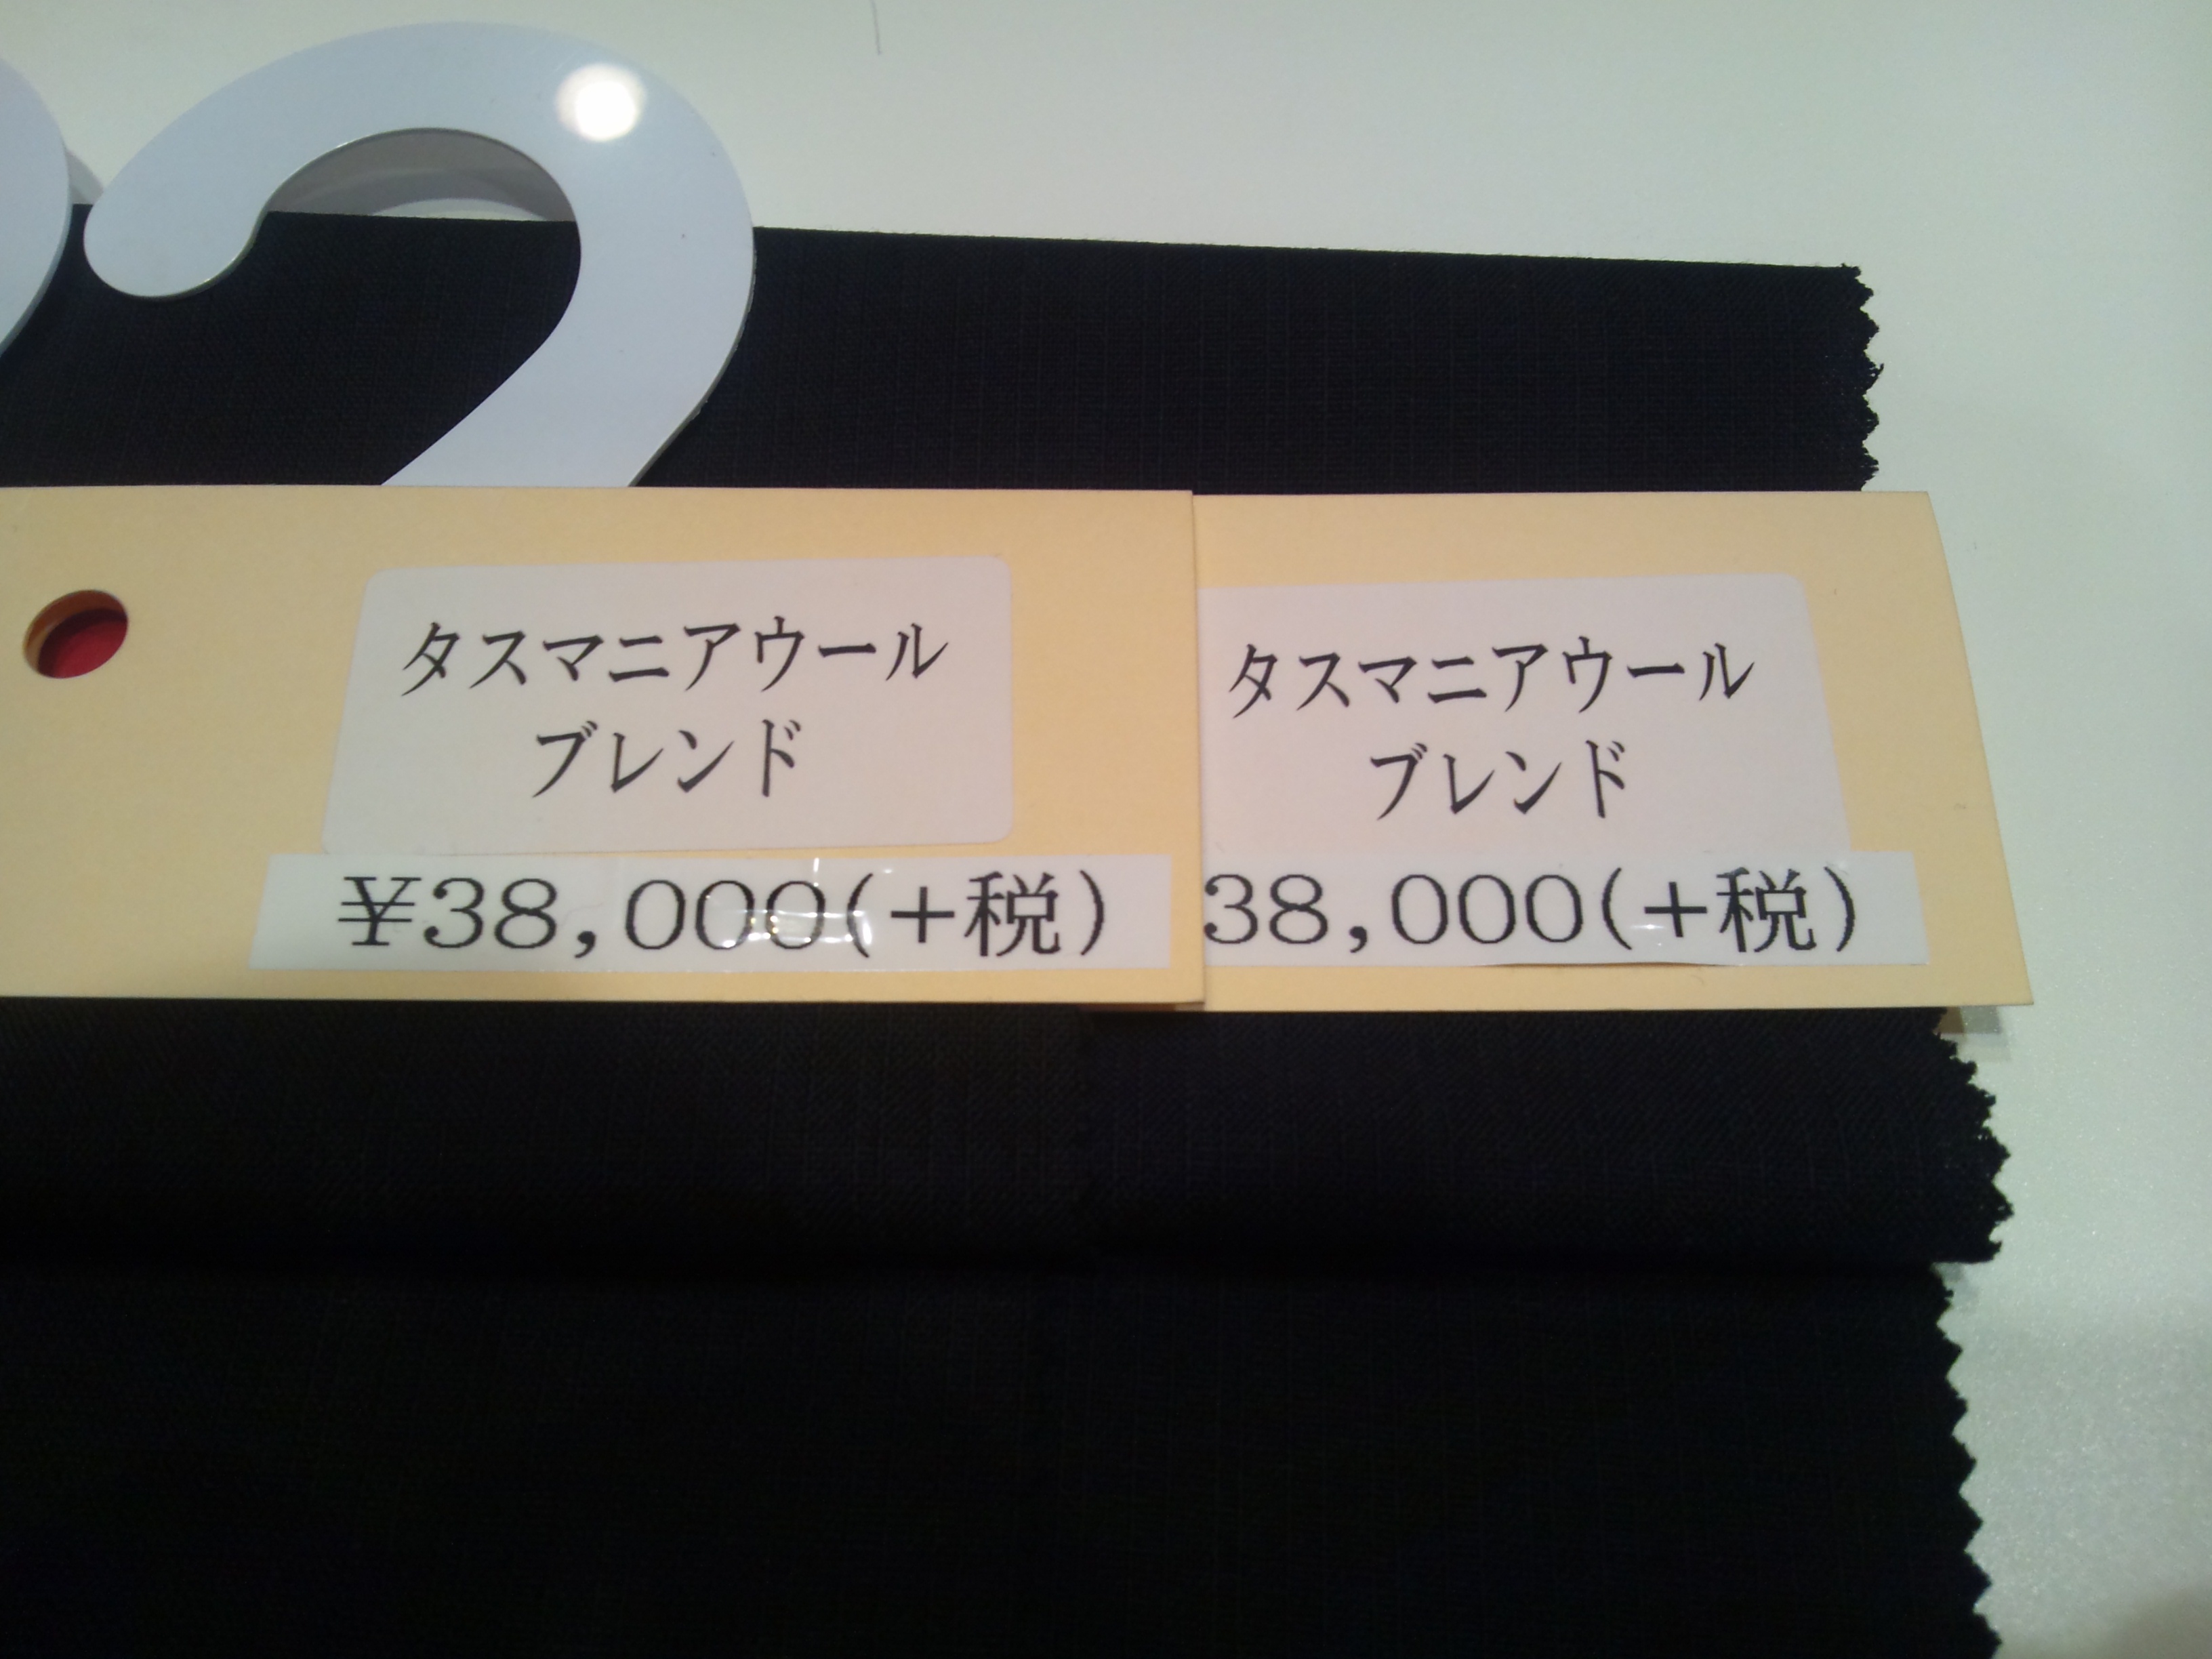 タスマニアウール
ブレンド
¥38,000(+税)
タスマニアウール
ブレンド
38,000(+税)